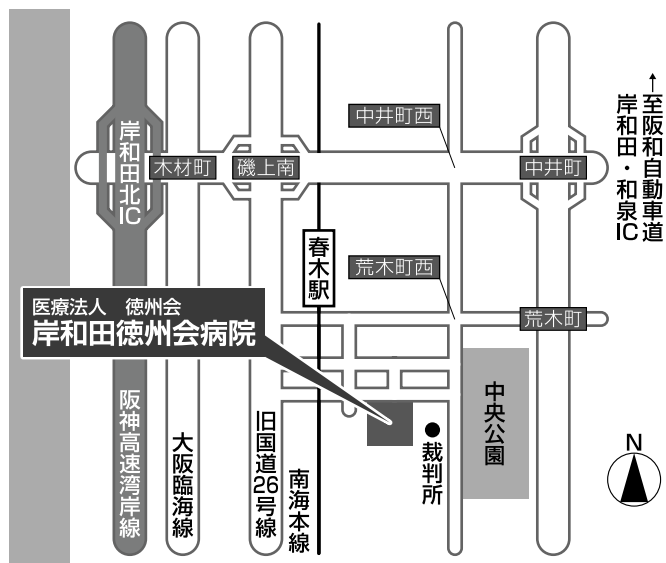 中井町西
↑至阪和自動車道
岸和田・和泉IC
岸和田北IC
木材町
磯上南
中井町
春木駅
荒木町西
医療法人　徳州会
岸和田徳州会病院
荒木町
中央公園
阪神高速湾岸線
大阪臨海線
旧国道26号線
南海本線
裁判所
N